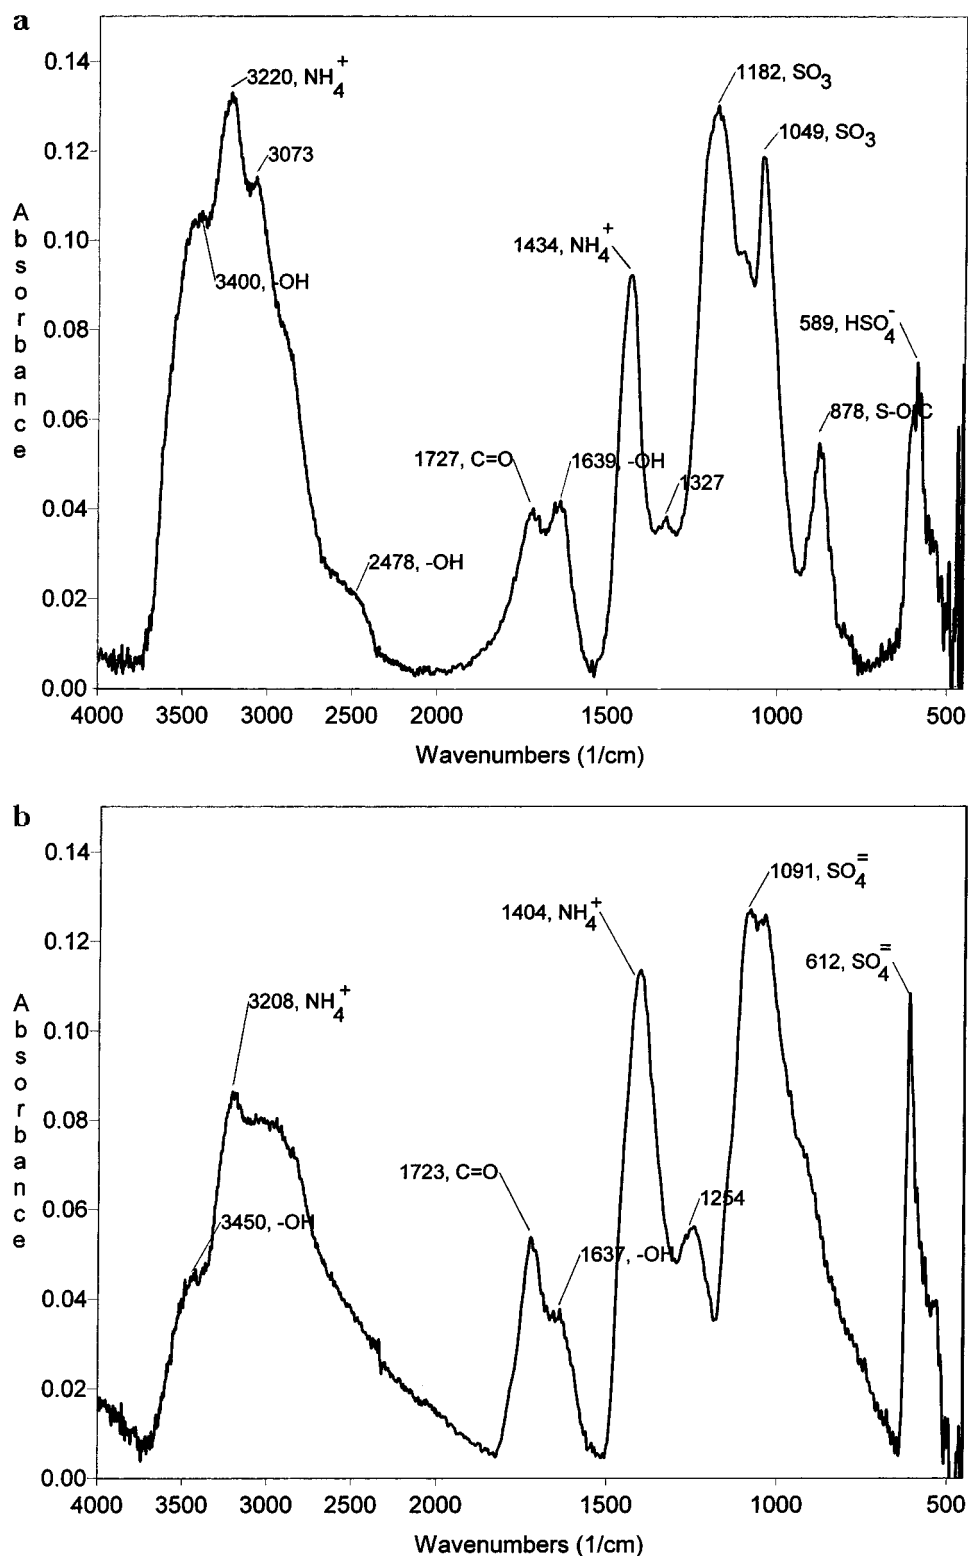 a
0.14
0.12
0.10
0.08
0.06
0.04
0.02
0.00
Absorbance
3220, NH4+
3073
3400, -OH
2478, -OH
1727, C=O
1639, -OH
1434, NH4+
1327
1182, SO3
1049, SO3
878, S-O-C
589, HSO4-
4000 3500 3000 2500 2000 1500 1000 500
Wavenumbers (1/cm)
b
0.14
0.12
0.10
0.08
0.06
0.04
0.02
0.00
Absorbance
3208, NH4+
3450, -OH
1723, C=O
1637, -OH
1404, NH4+
1254
1091, SO4=
612, SO4=
4000 3500 3000 2500 2000 1500 1000 500
Wavenumbers (1/cm)